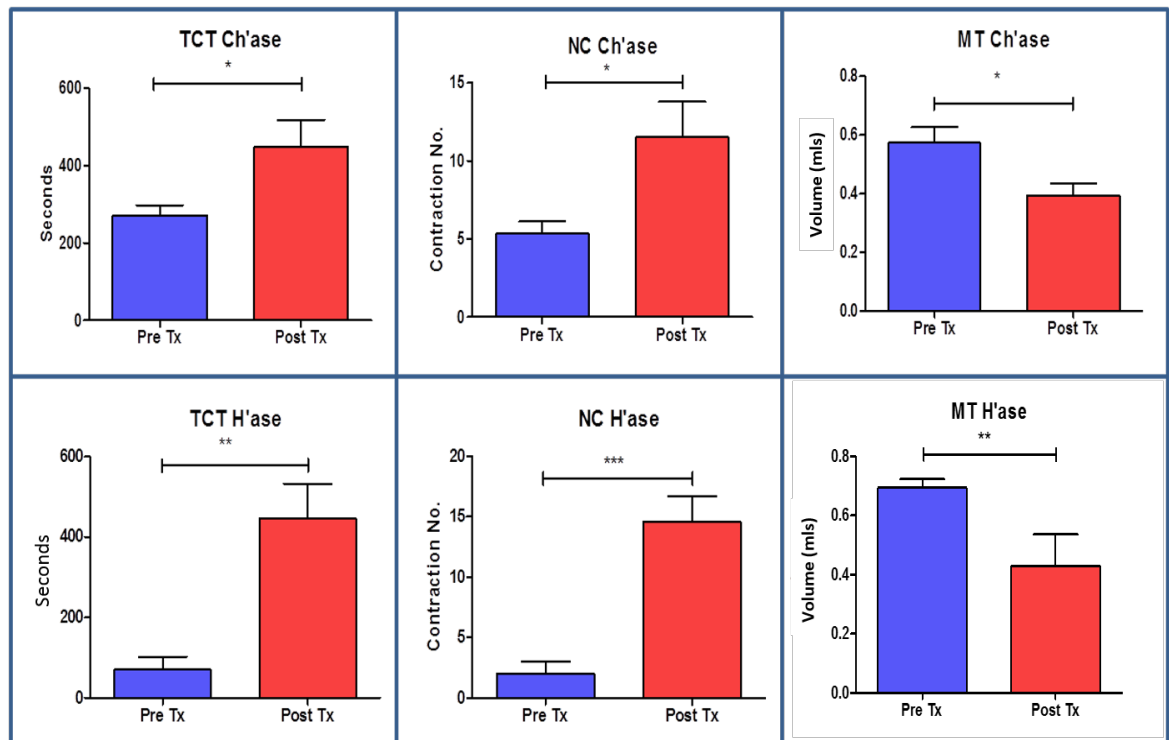 TCT Ch'ase
*
600
400
200
0
Seconds
Pre Tx
Post Tx
NC Ch'ase
*
15
10
5
0
Contraction No.
Pre Tx
Post Tx
MT Ch'ase
*
0.8
0.6
0.4
0.2
0.0
Volume (mls)
Pre Tx
Post Tx
TCT H'ase
**
600
400
200
0
Seconds
Pre Tx
Post Tx
NC H'ase
***
20
15
10
5
0
Contraction No.
Pre Tx
Post Tx
MT H'ase
**
0.8
0.6
0.4
0.2
0.0
Volume (mls)
Pre Tx
Post Tx